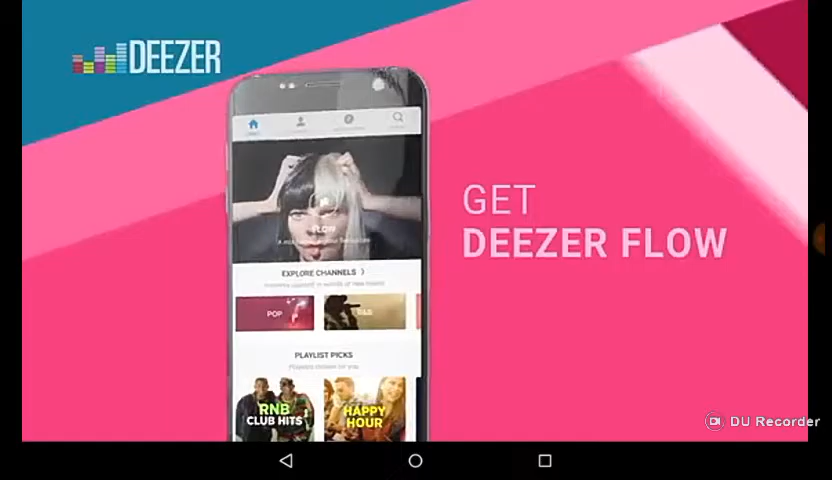 DEEZER
GET
DEEZER FLOW
FLOW
EXPLORE CHANNELS
POP
R&B
PLAYLIST PICKS
RNB
CLUB HITS
HAPPY
HOUR
DU Recorder